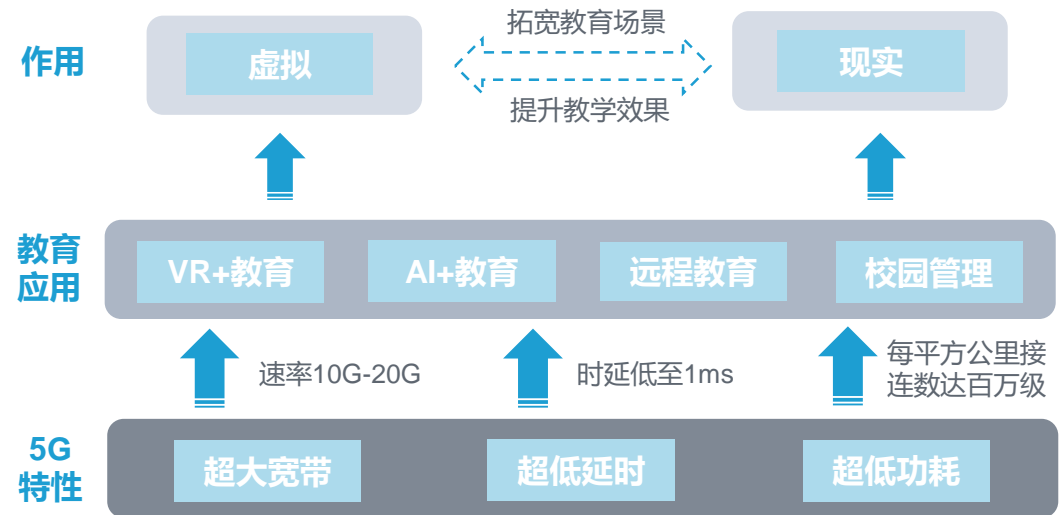 作用
虚拟
拓宽教育场景
提升教学效果
现实
教育
应用
VR+教育
AI+教育
远程教育
校园管理
速率10G-20G
时延低至1ms
每平方公里接
连数达百万级
5G
特性
超大宽带
超低延时
超低功耗